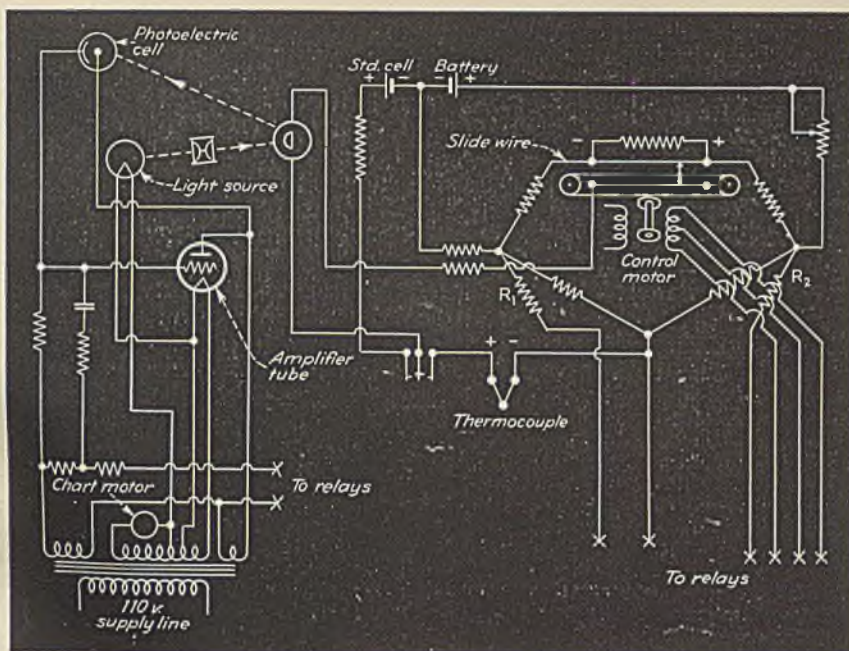 Photoelectric
cell
Std. cell
Battery
+ - - +
Slide wire
- +
Light source
Control
motor
R1
R2
Amplifier
tube
+ -
Thermocouple
To relays
Chart motor
To relays
110 v.
supply line